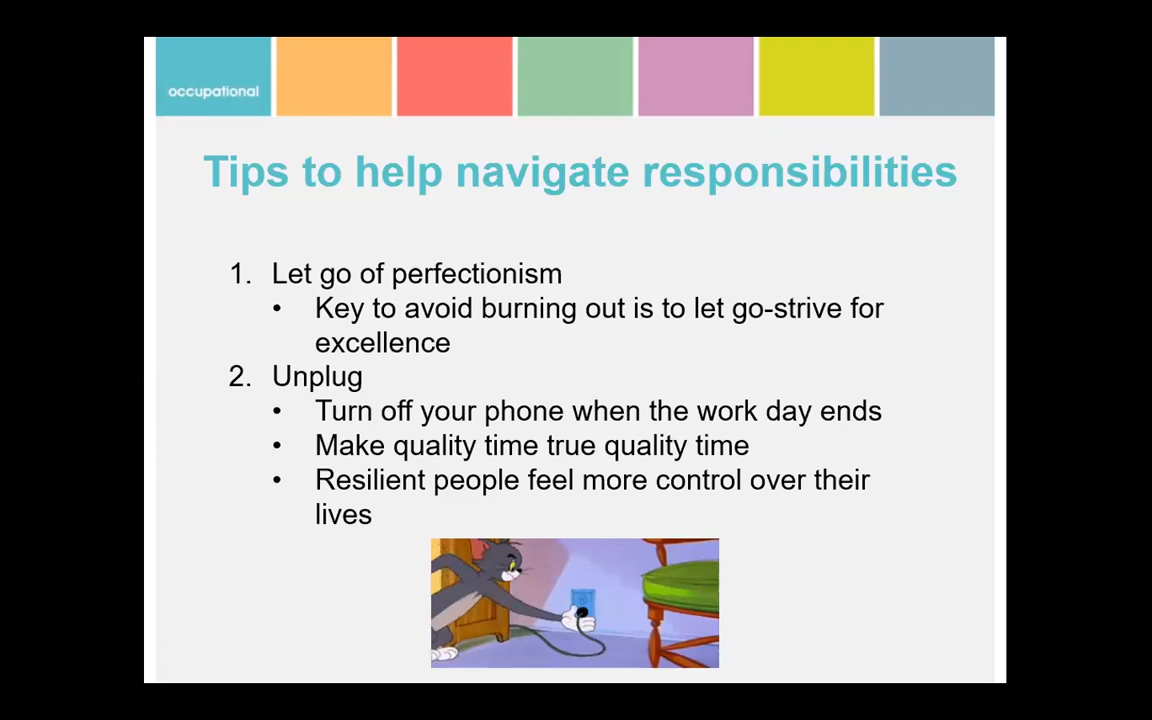 occupational
Tips to help navigate responsibilities
1. Let go of perfectionism
• Key to avoid burning out is to let go-strive for
excellence
2. Unplug
• Turn off your phone when the work day ends
• Make quality time true quality time
• Resilient people feel more control over their
lives